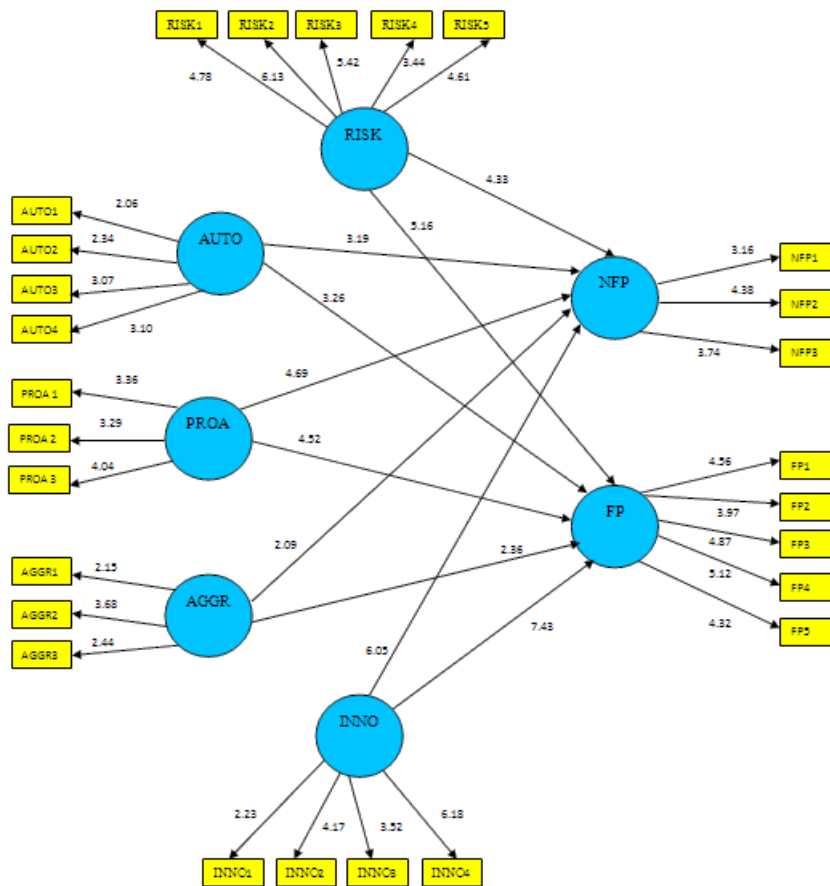 RISK1 RISK2 RISK3 RISK4 RISK5
4.78 6.13 5.42 3.44 4.61
RISK
4.33
5.16
AUTO1 2.06
AUTO2 2.34
AUTO3 3.07
AUTO4 3.10
AUTO
3.19
3.26
NFP
3.16 NFP1
4.38 NFP2
3.74 NFP3
PROA 1 3.36
PROA 2 3.29
PROA 3 4.04
PROA
4.69
4.52
FP
4.56 FP1
3.97 FP2
4.87 FP3
5.12 FP4
4.32 FP5
AGGR1 2.15
AGGR2 3.68
AGGR3 2.44
AGGR
2.09
2.36
6.05
7.43
INNO
2.23 4.17 3.52 6.18
INNO1 INNO2 INNO3 INNO4